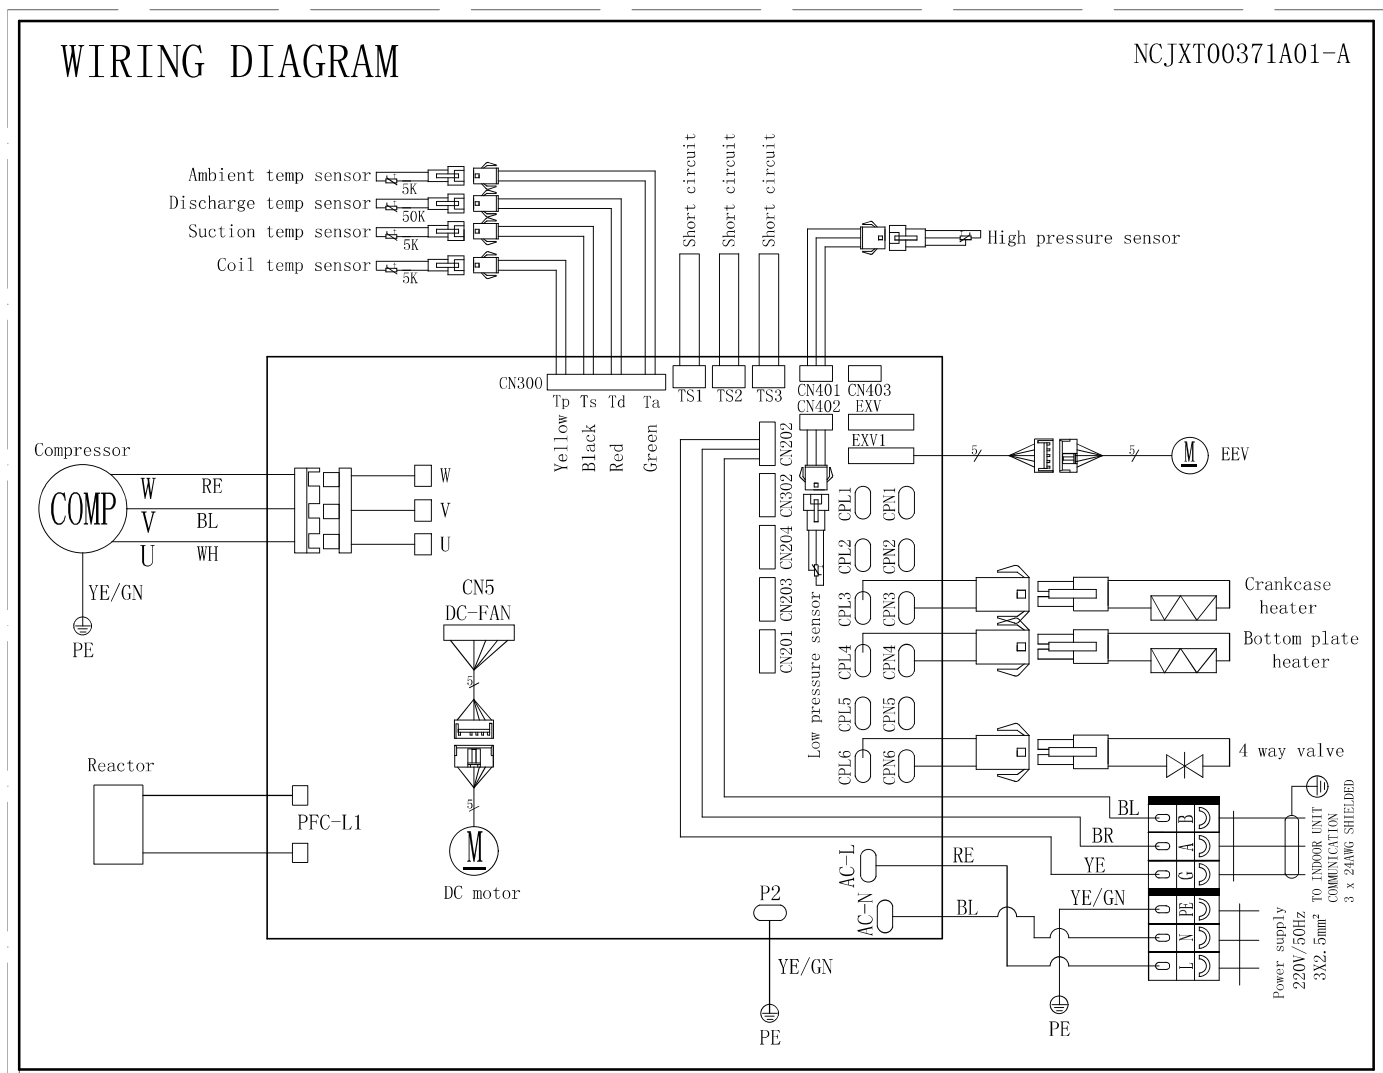 WIRING DIAGRAM
NCJXT00371A01-A
Ambient temp sensor
5K
Discharge temp sensor
50K
Suction temp sensor
5K
Coil temp sensor
5K
Short circuit
Short circuit
Short circuit
High pressure sensor
CN300
Tp
Ts
Td
Ta
Yellow
Black
Red
Green
TS1
TS2
TS3
CN401
CN403
CN402
EXV
EXV1
5
5
M
EEV
CN202
CN302
CN204
CN203
CN201
Low pressure sensor
CPL1
CPN1
CPL2
CPN2
CPL3
CPN3
CPL4
CPN4
CPL5
CPN5
CPL6
CPN6
Crankcase
heater
Bottom plate
heater
4 way valve
Compressor
COMP
W
RE
V
BL
U
WH
W
V
U
YE/GN
PE
CN5
DC-FAN
5
5
M
DC motor
Reactor
PFC-L1
P2
YE/GN
PE
AC-L
AC-N
RE
BL
BL
BR
YE
YE/GN
PE
B
A
G
PE
N
L
TO INDOOR UNIT
COMMUNICATION
3 x 24AWG SHIELDED
Power supply
220V/50Hz
3X2.5mm²